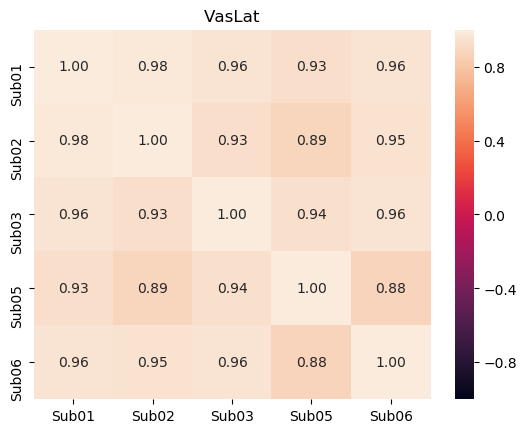 VasLat
Sub01 1.00 0.98 0.96 0.93 0.96
Sub02 0.98 1.00 0.93 0.89 0.95
Sub03 0.96 0.93 1.00 0.94 0.96
Sub05 0.93 0.89 0.94 1.00 0.88
Sub06 0.96 0.95 0.96 0.88 1.00
Sub01 Sub02 Sub03 Sub05 Sub06
0.8
0.4
0.0
−0.4
−0.8